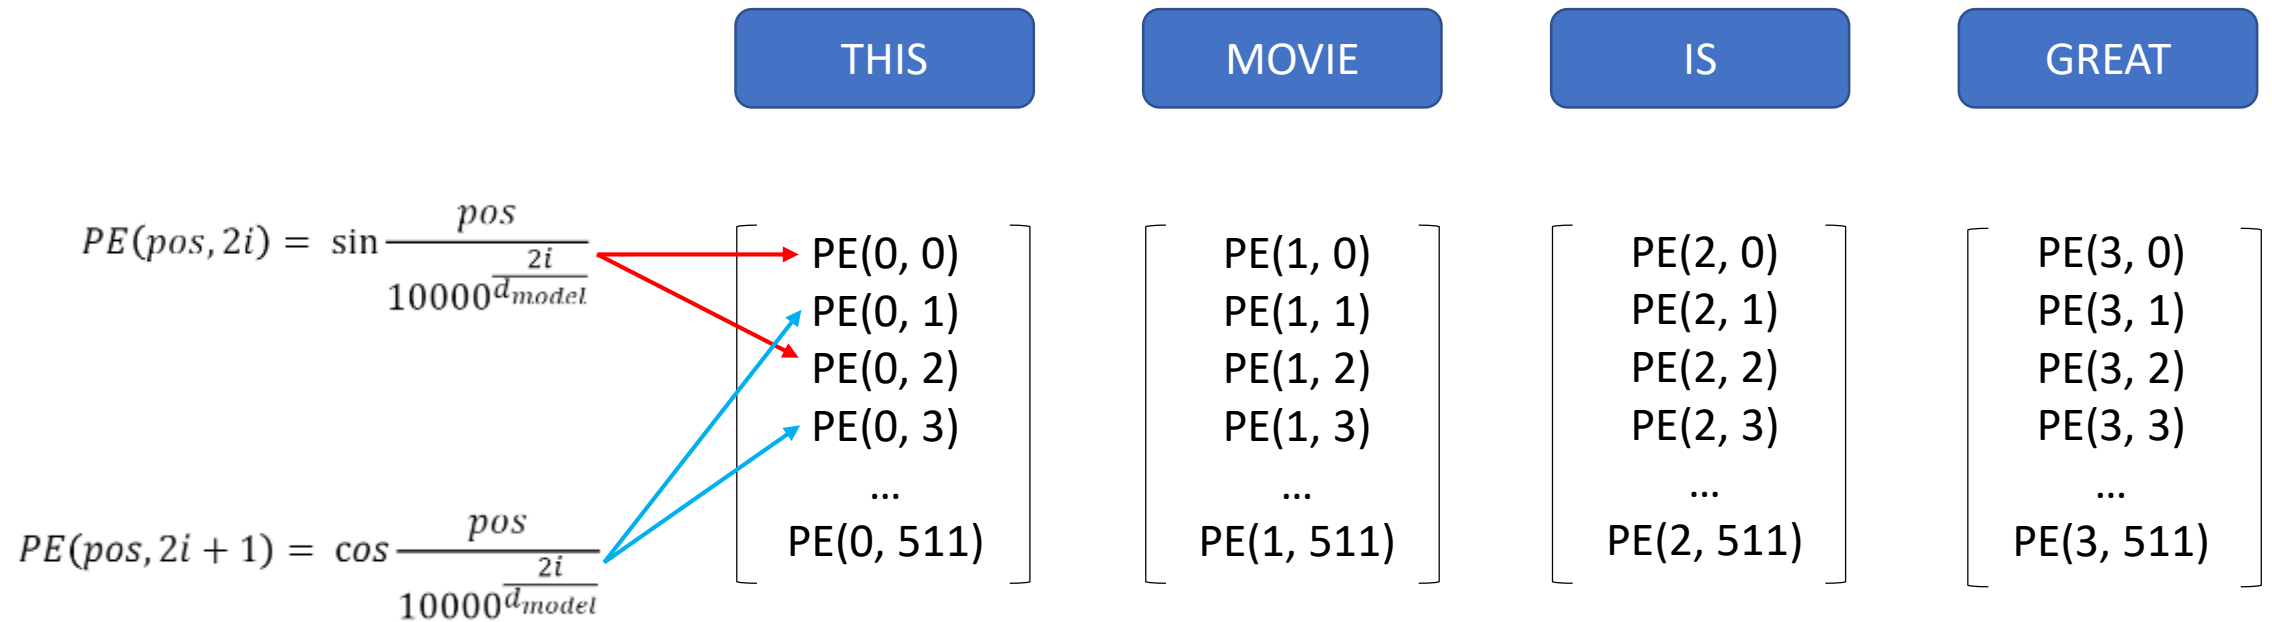 THIS MOVIE IS GREAT
PE(pos, 2i) = sin pos / 10000^(2i / d_model)
PE(0, 0) PE(1, 0) PE(2, 0) PE(3, 0)
PE(0, 1) PE(1, 1) PE(2, 1) PE(3, 1)
PE(0, 2) PE(1, 2) PE(2, 2) PE(3, 2)
PE(0, 3) PE(1, 3) PE(2, 3) PE(3, 3)
... ... ... ...
PE(0, 511) PE(1, 511) PE(2, 511) PE(3, 511)
PE(pos, 2i + 1) = cos pos / 10000^(2i / d_model)